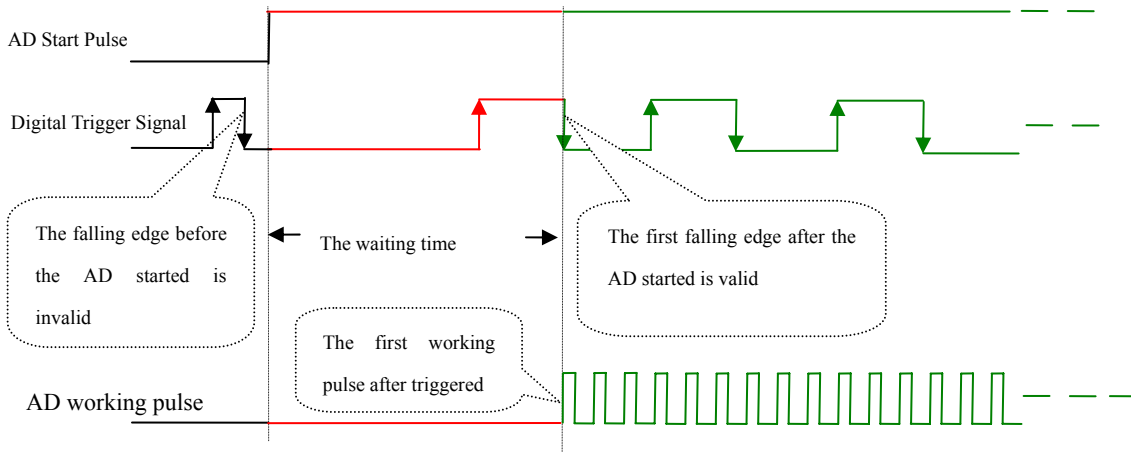 AD Start Pulse
Digital Trigger Signal
The falling edge before
the AD started is
invalid
The waiting time
The first falling edge after the
AD started is valid
The first working
pulse after triggered
AD working pulse